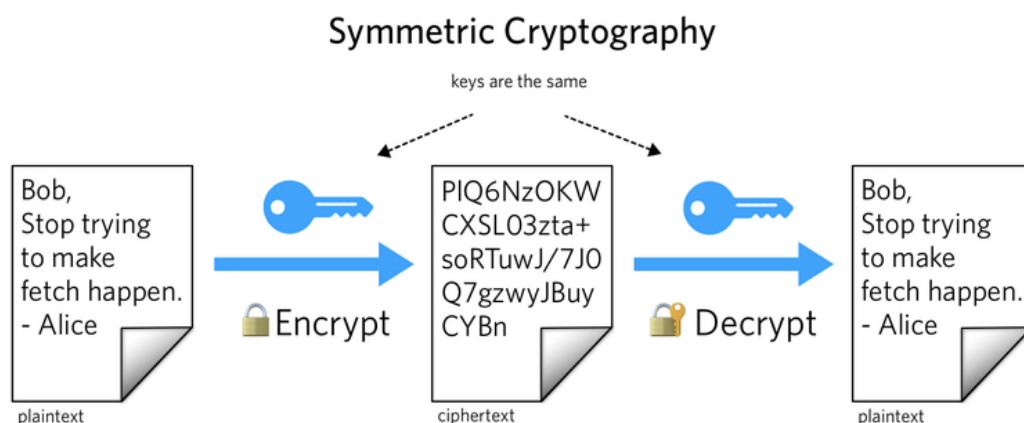 Symmetric Cryptography
keys are the same
Bob,
Stop trying
to make
fetch happen.
- Alice
plaintext
Encrypt
PlQ6NzOKW
CXSL03zta+
soRTuwJ/7J0
Q7gzwyJBuy
CYBn
ciphertext
Decrypt
Bob,
Stop trying
to make
fetch happen.
- Alice
plaintext